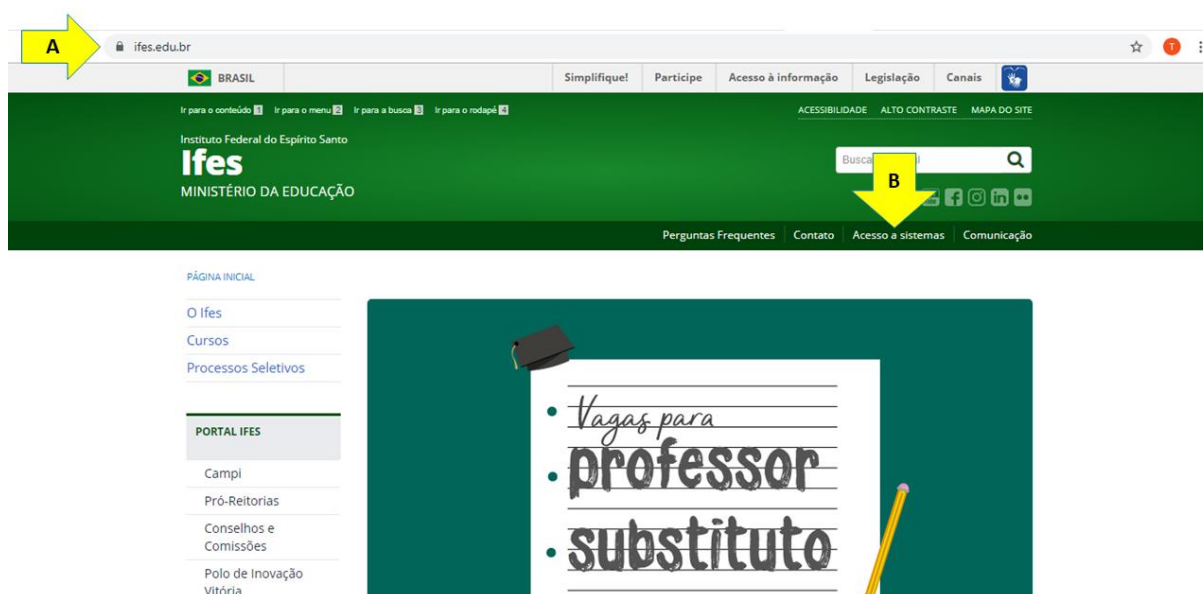 A
ifes.edu.br
T
BRASIL Simplifique! Participe Acesso à informação Legislação Canais
Ir para o conteúdo 1 Ir para o menu 2 Ir para a busca 3 Ir para o rodapé 4 ACESSIBILIDADE ALTO CONTRASTE MAPA DO SITE
Instituto Federal do Espírito Santo
Ifes
MINISTÉRIO DA EDUCAÇÃO
B
Perguntas Frequentes Contato Acesso a sistemas Comunicação
PÁGINA INICIAL
O Ifes
Cursos
Processos Seletivos
PORTAL IFES
Campi
Pró-Reitorias
Conselhos e
Comissões
Polo de Inovação
Vitória
Vagas para
professor
substituto